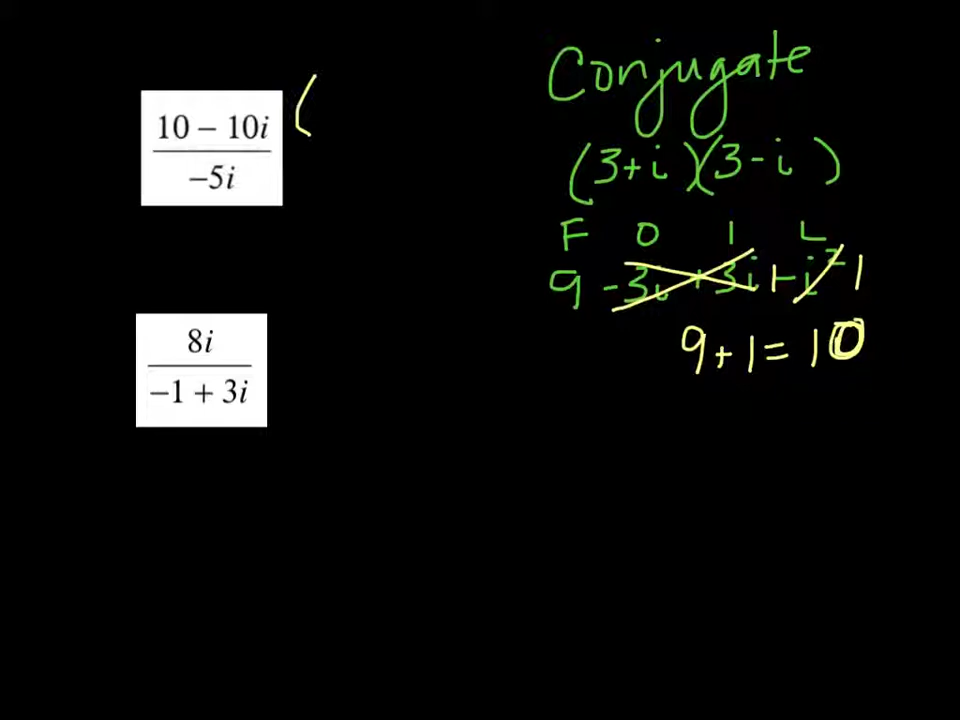 10 − 10i
−5i
(
8i
−1 + 3i
Conjugate
(3+i)(3-i)
F O I L
9 -3i +3i +-i² 1
9+1=10